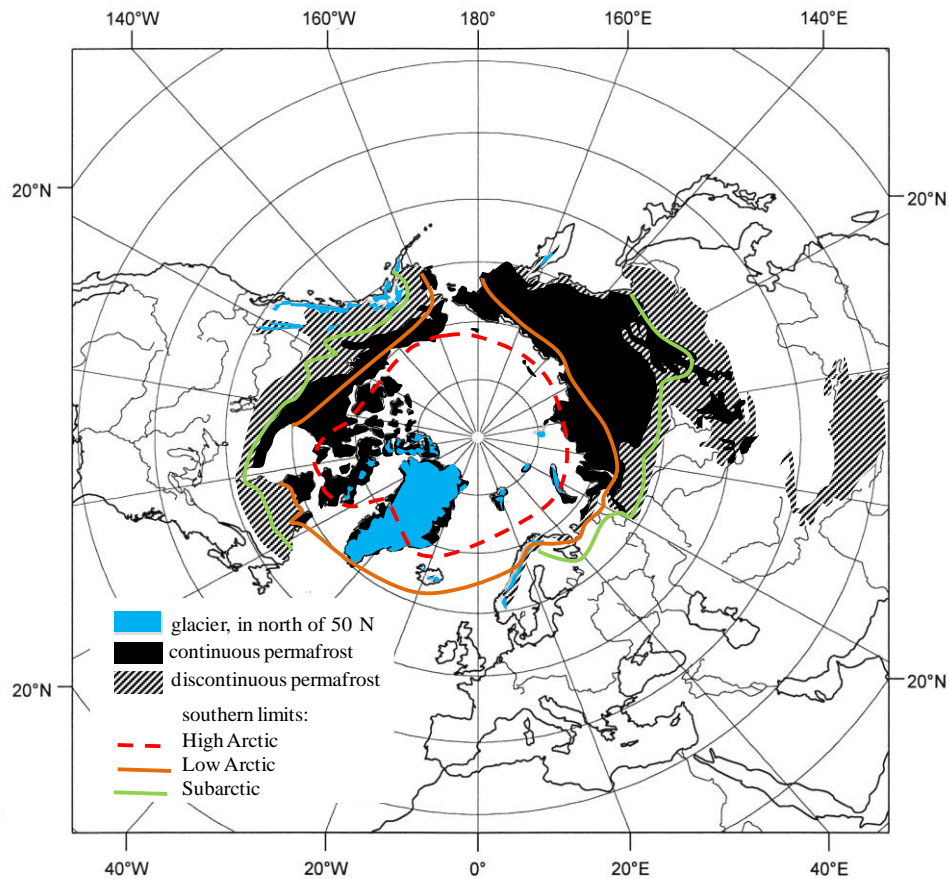 140°W 160°W 180° 160°E 140°E
20°N 20°N
glacier, in north of 50 N
continuous permafrost
discontinuous permafrost
20°N 20°N
southern limits:
High Arctic
Low Arctic
Subarctic
40°W 20°W 0° 20°E 40°E